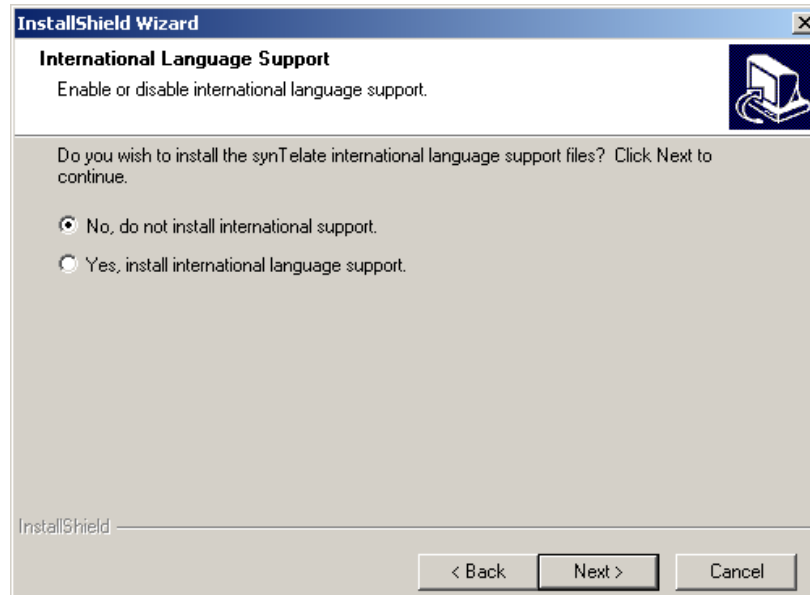 InstallShield Wizard
International Language Support
Enable or disable international language support.
Do you wish to install the synTelate international language support files? Click Next to
continue.
No, do not install international support.
Yes, install international language support.
InstallShield
< Back Next > Cancel